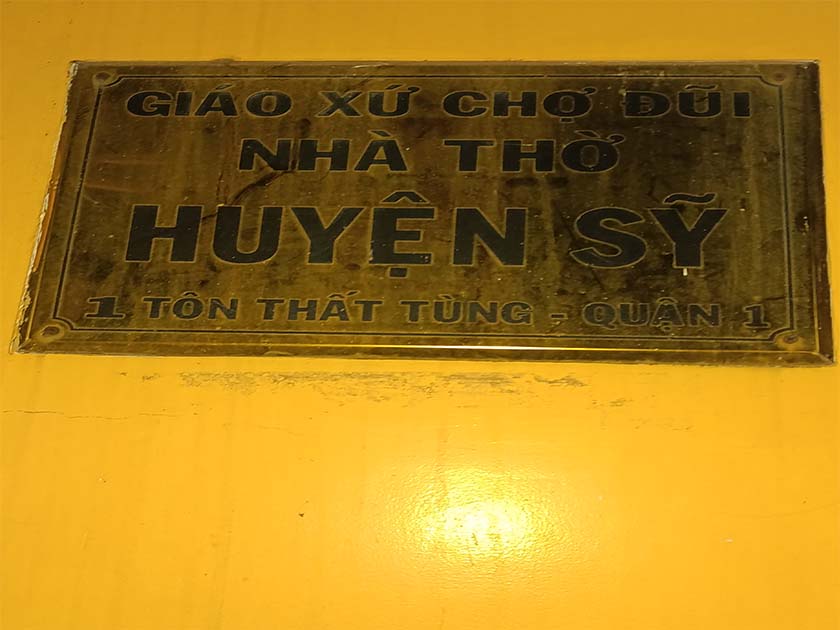 GIÁO XỨ CHỢ ĐŨI
NHÀ THỜ
HUYỆN SỸ
1 TÔN THẤT TÙNG - QUẬN 1